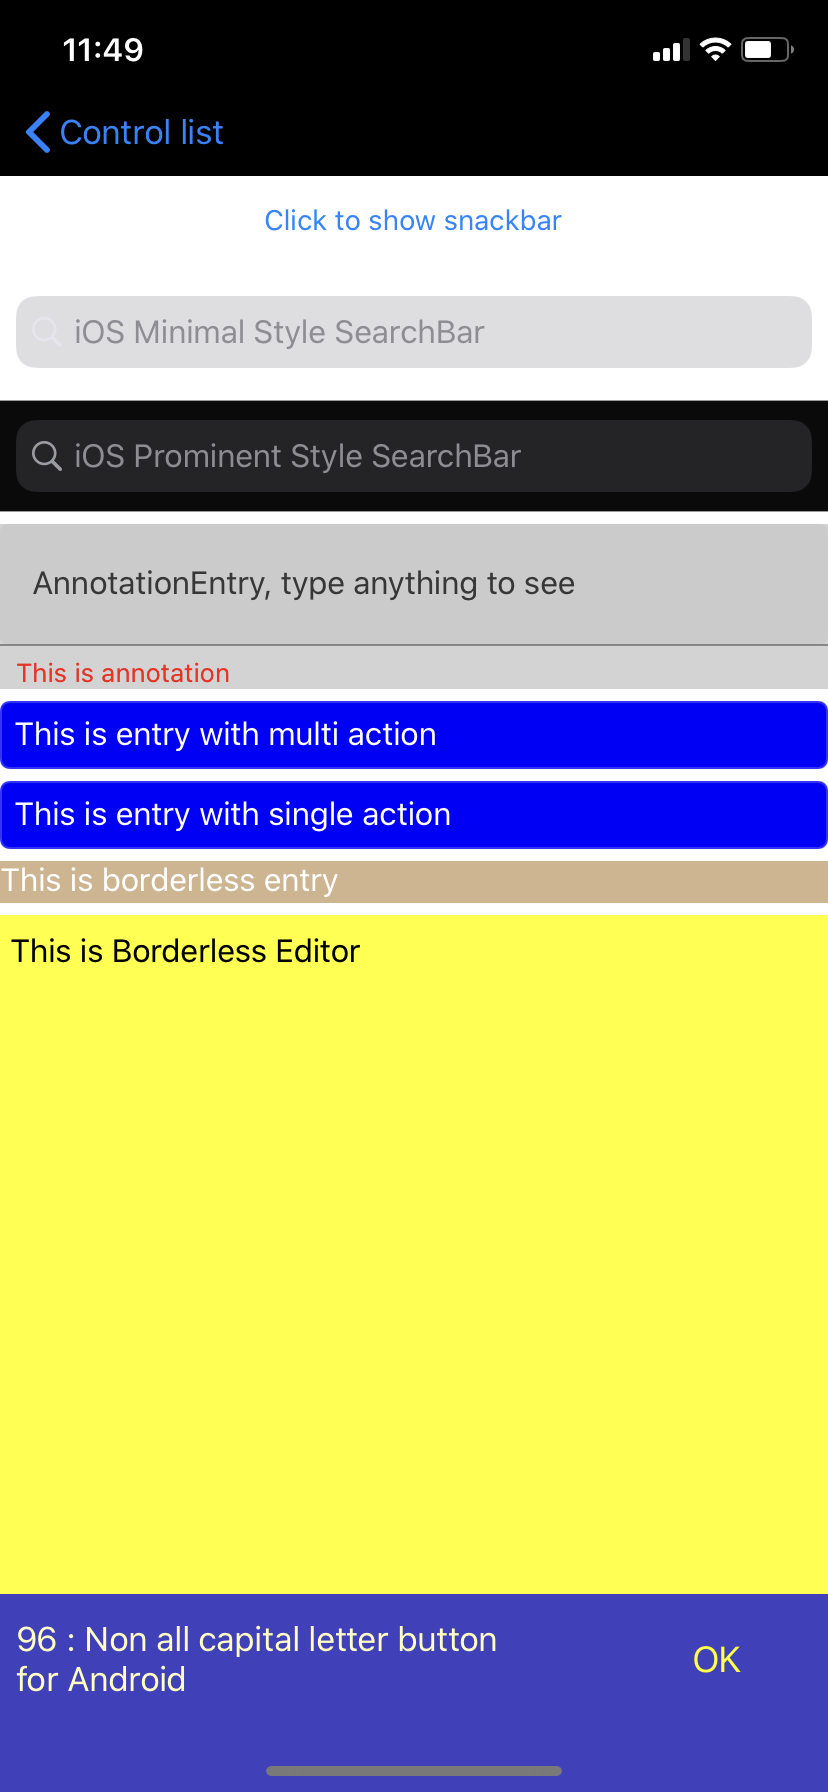 11:49
Control list
Click to show snackbar
iOS Minimal Style SearchBar
iOS Prominent Style SearchBar
AnnotationEntry, type anything to see
This is annotation
This is entry with multi action
This is entry with single action
This is borderless entry
This is Borderless Editor
96 : Non all capital letter button
for Android
OK